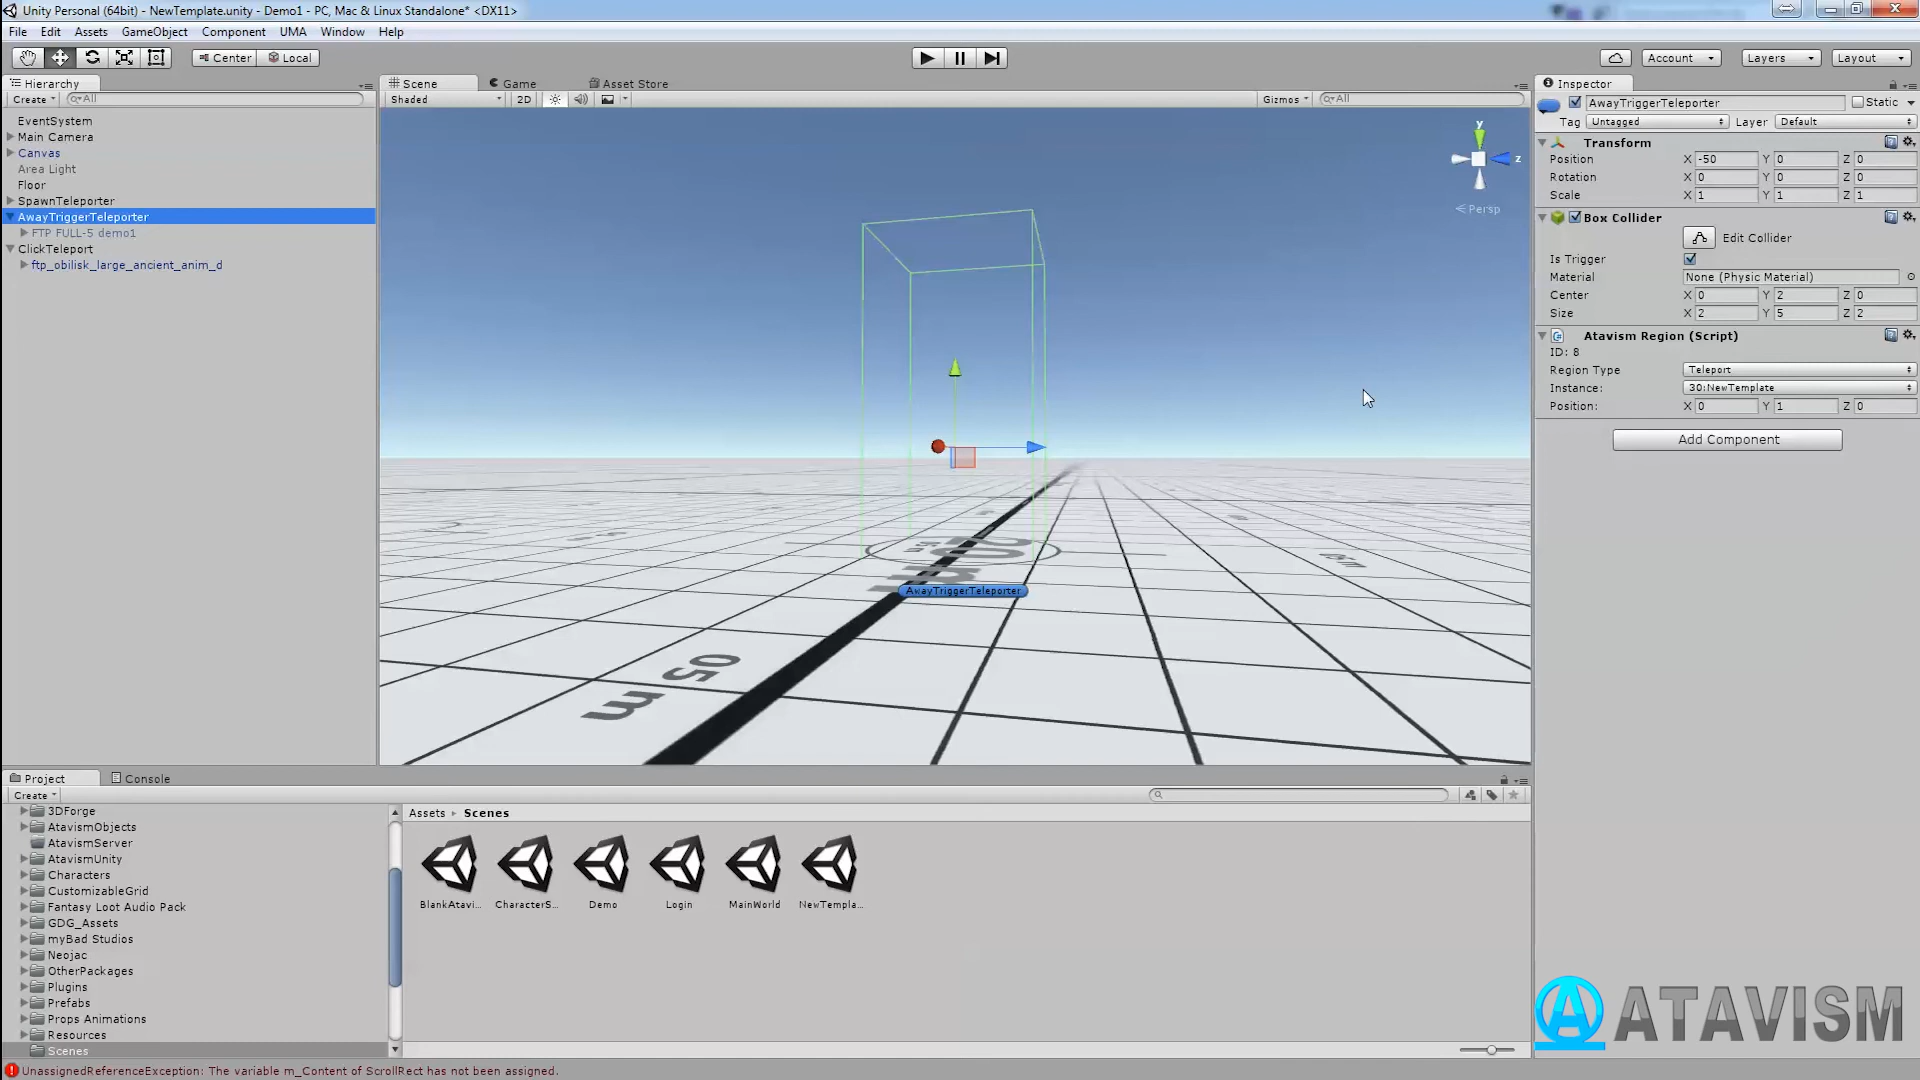 Unity Personal (64bit) - NewTemplate.unity - Demo1 - PC, Mac & Linux Standalone* <DX11>
File Edit Assets GameObject Component UMA Window Help
Center Local Account Layers Layout
Hierarchy
Create All
EventSystem
Main Camera
Canvas
Area Light
Floor
SpawnTeleporter
AwayTriggerTeleporter
FTP FULL-5 demo1
ClickTeleport
ftp_obilisk_large_ancient_anim_d
Scene Game Asset Store
Shaded 2D Gizmos All
y
z
Persp
05 m
AwayTriggerTeleporter
Inspector
AwayTriggerTeleporter Static
Tag Untagged Layer Default
Transform
Position X -50 Y 0 Z 0
Rotation X 0 Y 0 Z 0
Scale X 1 Y 1 Z 1
Box Collider
Edit Collider
Is Trigger
Material None (Physic Material)
Center X 0 Y 2 Z 0
Size X 2 Y 5 Z 2
Atavism Region (Script)
ID: 8
Region Type Teleport
Instance: 30:NewTemplate
Position: X 0 Y 1 Z 0
Add Component
Project Console
Create
3DForge
AtavismObjects
AtavismServer
AtavismUnity
Characters
CustomizableGrid
Fantasy Loot Audio Pack
GDG_Assets
myBad Studios
Neojac
OtherPackages
Plugins
Prefabs
Props Animations
Resources
Scenes
Assets Scenes
BlankAtavi... CharacterS... Demo Login MainWorld NewTempla...
ATAVISM
UnassignedReferenceException: The variable m_Content of ScrollRect has not been assigned.